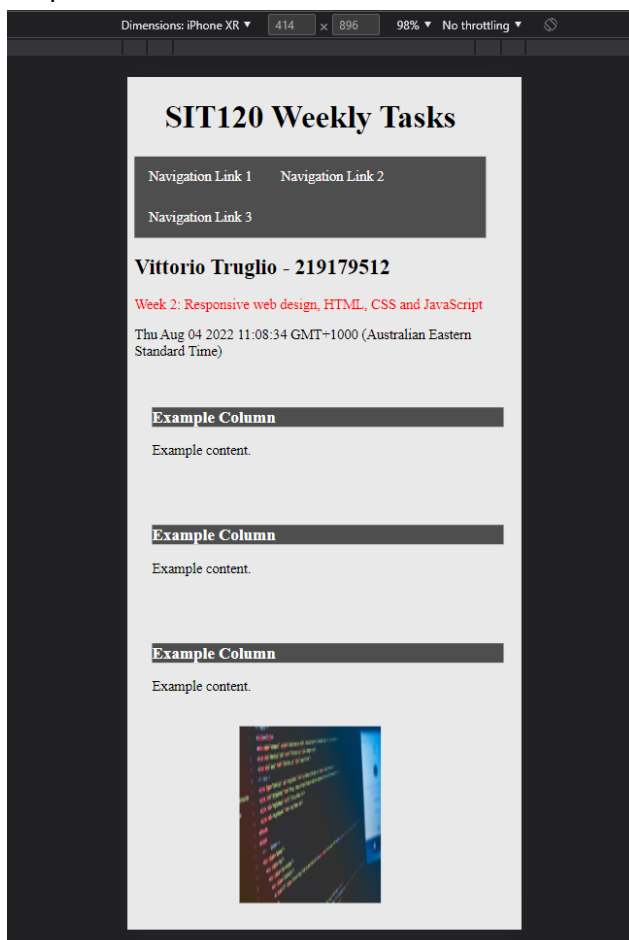 Dimensions: iPhone XR ▼ 414 × 896 98% ▼ No throttling ▼
SIT120 Weekly Tasks
Navigation Link 1 Navigation Link 2
Navigation Link 3
Vittorio Truglio - 219179512
Week 2: Responsive web design, HTML, CSS and JavaScript
Thu Aug 04 2022 11:08:34 GMT+1000 (Australian Eastern
Standard Time)
Example Column
Example content.
Example Column
Example content.
Example Column
Example content.